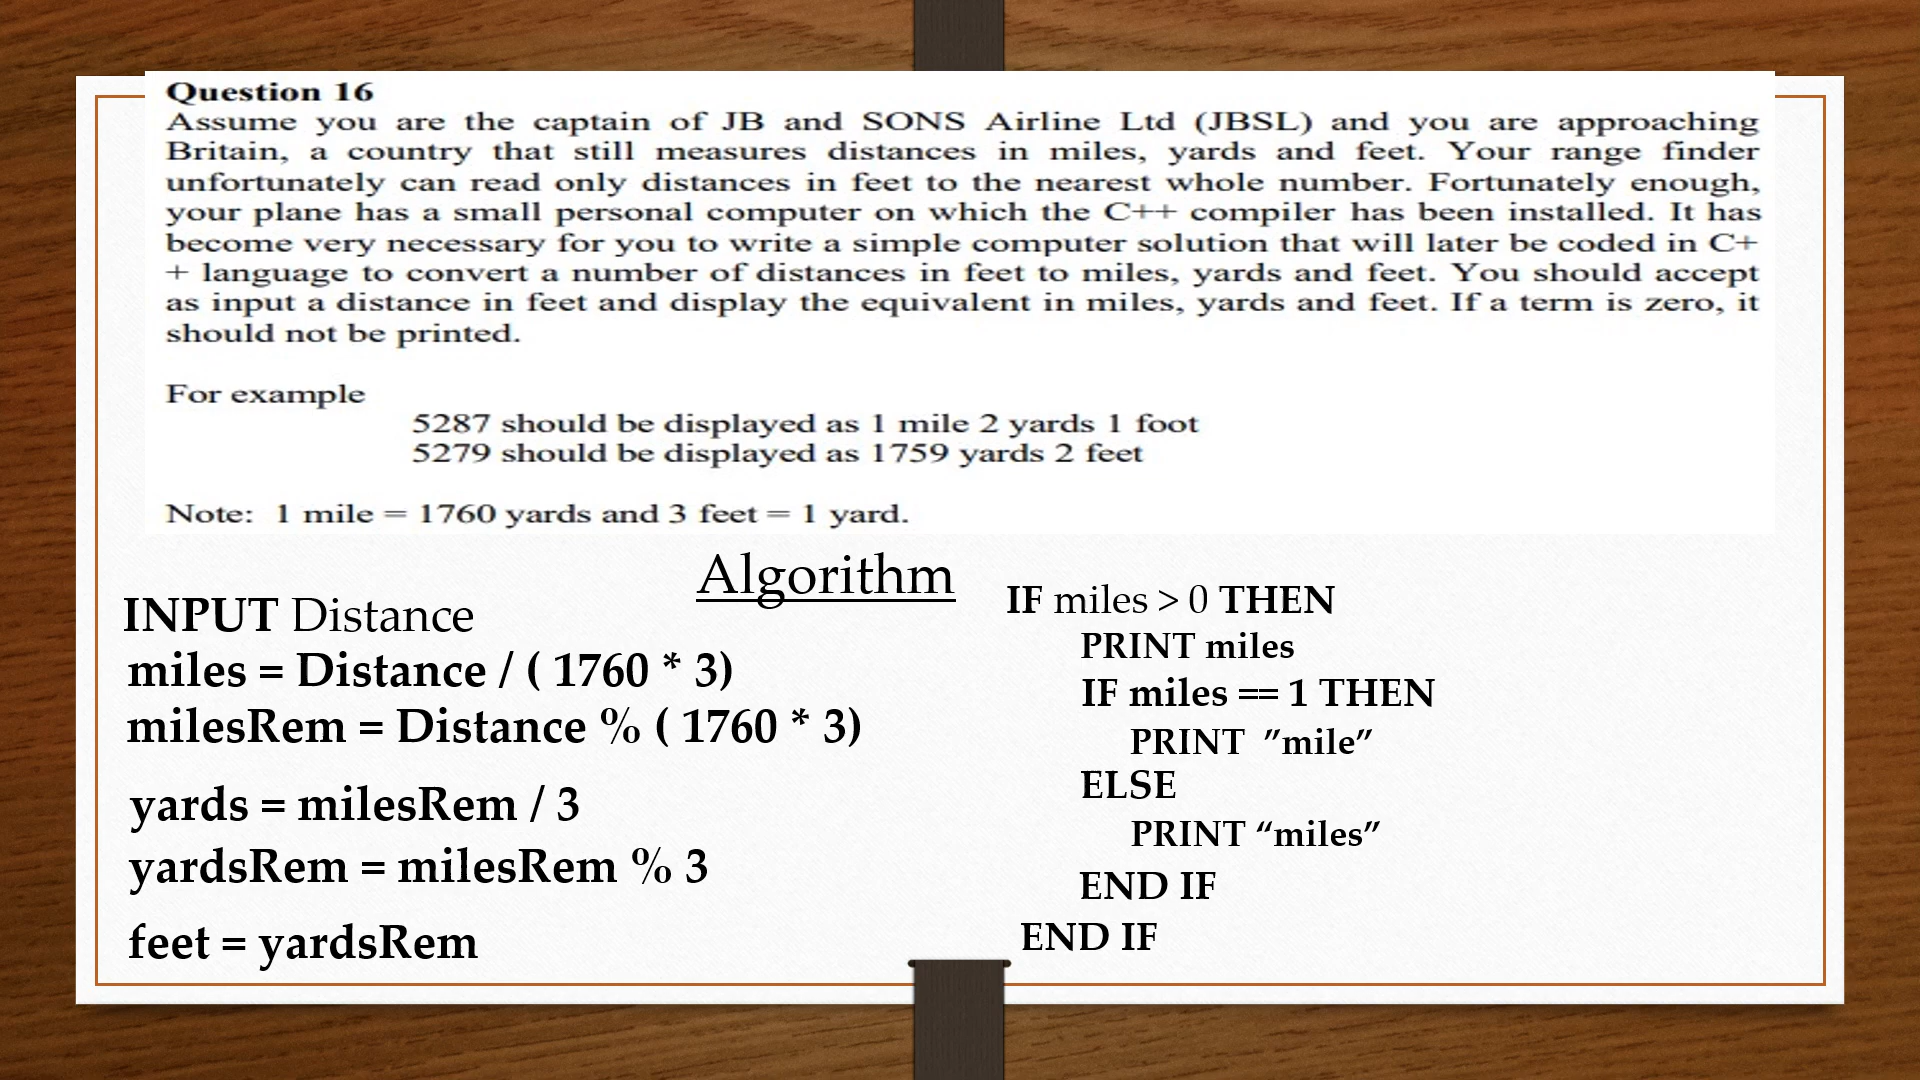 Question 16
Assume you are the captain of JB and SONS Airline Ltd (JBSL) and you are approaching
Britain, a country that still measures distances in miles, yards and feet. Your range finder
unfortunately can read only distances in feet to the nearest whole number. Fortunately enough,
your plane has a small personal computer on which the C++ compiler has been installed. It has
become very necessary for you to write a simple computer solution that will later be coded in C+
+ language to convert a number of distances in feet to miles, yards and feet. You should accept
as input a distance in feet and display the equivalent in miles, yards and feet. If a term is zero, it
should not be printed.
For example
5287 should be displayed as 1 mile 2 yards 1 foot
5279 should be displayed as 1759 yards 2 feet
Note: 1 mile = 1760 yards and 3 feet = 1 yard.
Algorithm
INPUT Distance
miles = Distance / ( 1760 * 3)
milesRem = Distance % ( 1760 * 3)
yards = milesRem / 3
yardsRem = milesRem % 3
feet = yardsRem
IF miles > 0 THEN
PRINT miles
IF miles == 1 THEN
PRINT ”mile”
ELSE
PRINT “miles”
END IF
END IF